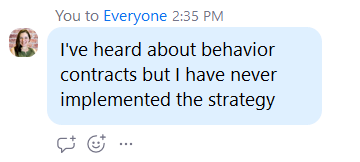 You to Everyone 2:35 PM
I've heard about behavior
contracts but I have never
implemented the strategy